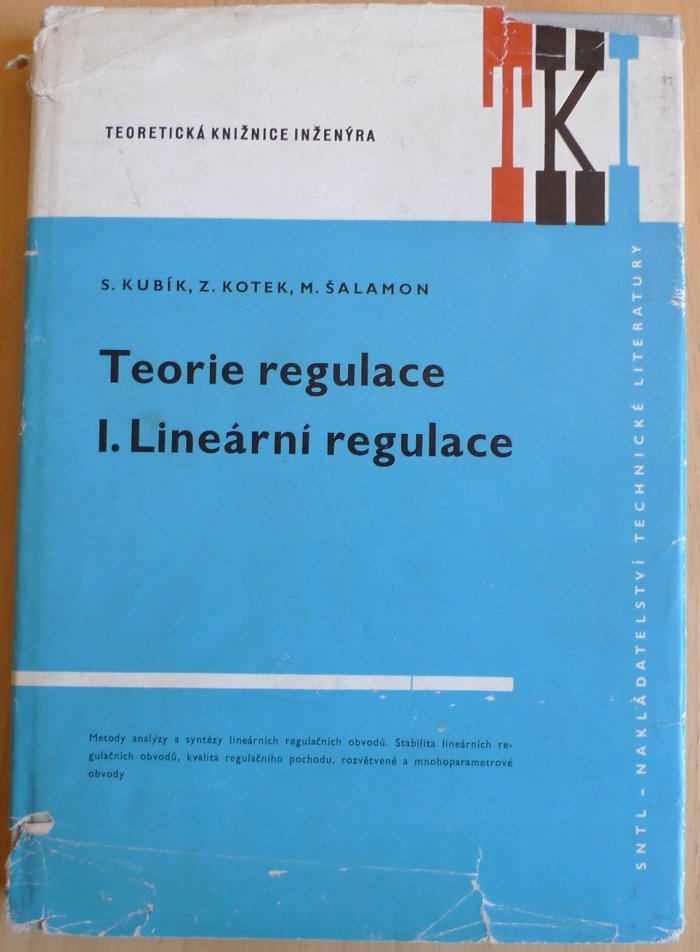 TKI
TEORETICKÁ KNIŽNICE INŽENÝRA
S. KUBÍK, Z. KOTEK, M. ŠALAMON
Teorie regulace
I. Lineární regulace
Metody analýzy a syntézy lineárních regulačních obvodů. Stabilita lineárních re-
gulačních obvodů, kvalita regulačního pochodu, rozvětvené a mnohoparametrové
obvody
SNTL – NAKLADATELSTVÍ TECHNICKÉ LITERATURY